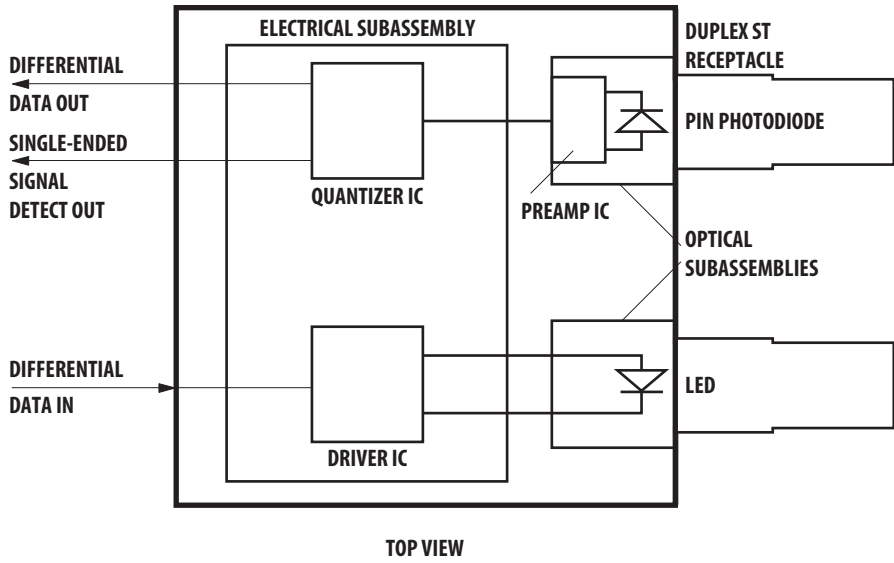 ELECTRICAL SUBASSEMBLY
DUPLEX ST
RECEPTACLE
DIFFERENTIAL
DATA OUT
PIN PHOTODIODE
SINGLE-ENDED
SIGNAL
DETECT OUT
QUANTIZER IC
PREAMP IC
OPTICAL
SUBASSEMBLIES
DIFFERENTIAL
DATA IN
LED
DRIVER IC
TOP VIEW